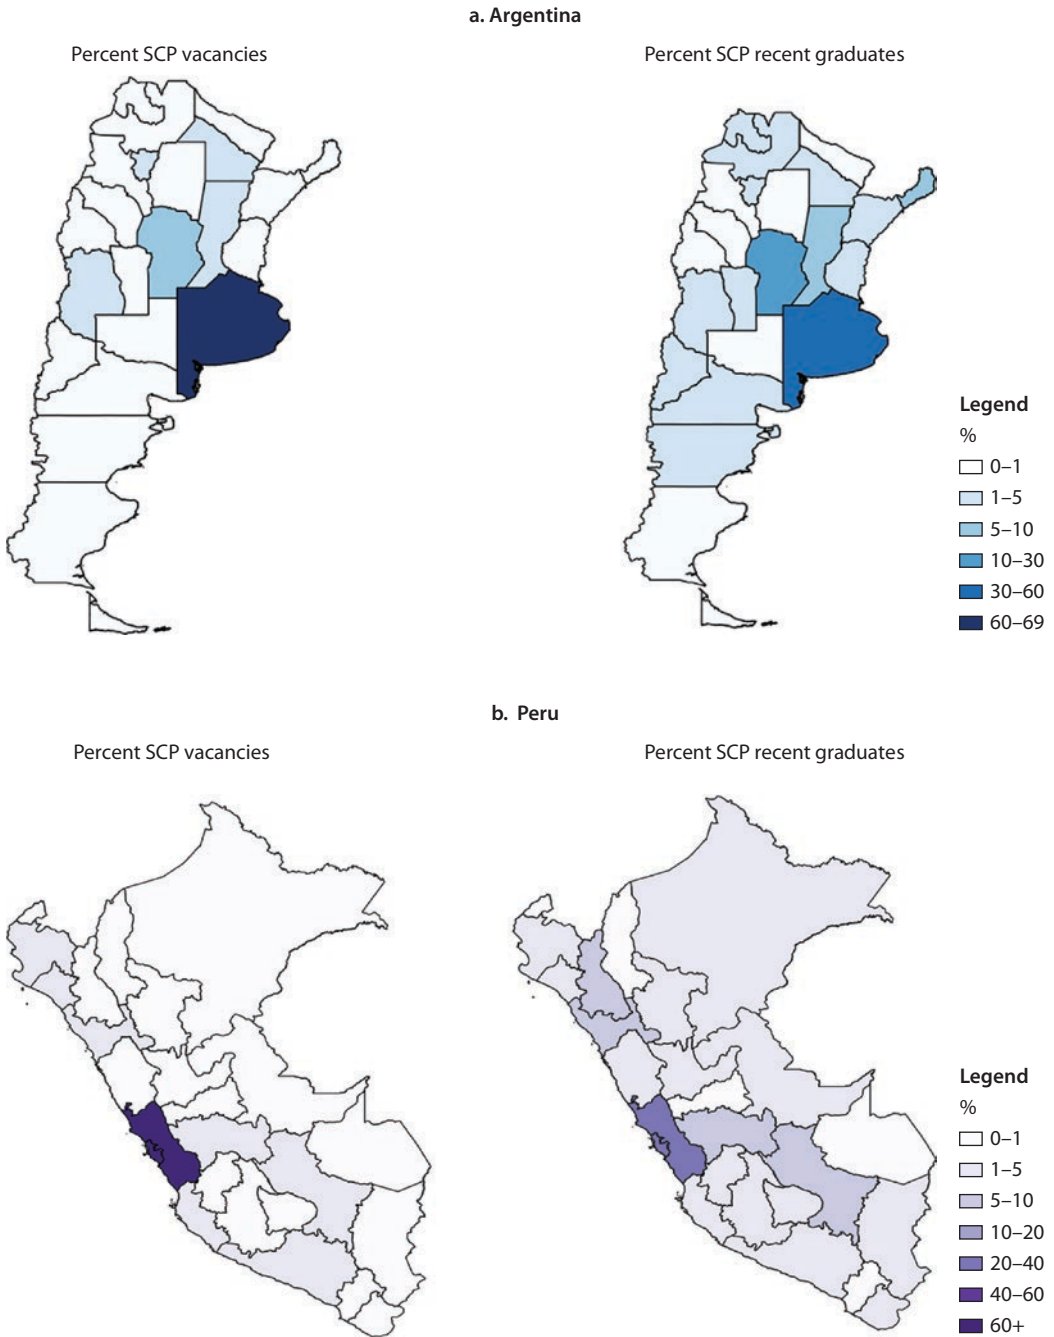 a. Argentina
Percent SCP vacancies
Percent SCP recent graduates
Legend
%
0–1
1–5
5–10
10–30
30–60
60–69
b. Peru
Percent SCP vacancies
Percent SCP recent graduates
Legend
%
0–1
1–5
5–10
10–20
20–40
40–60
60+